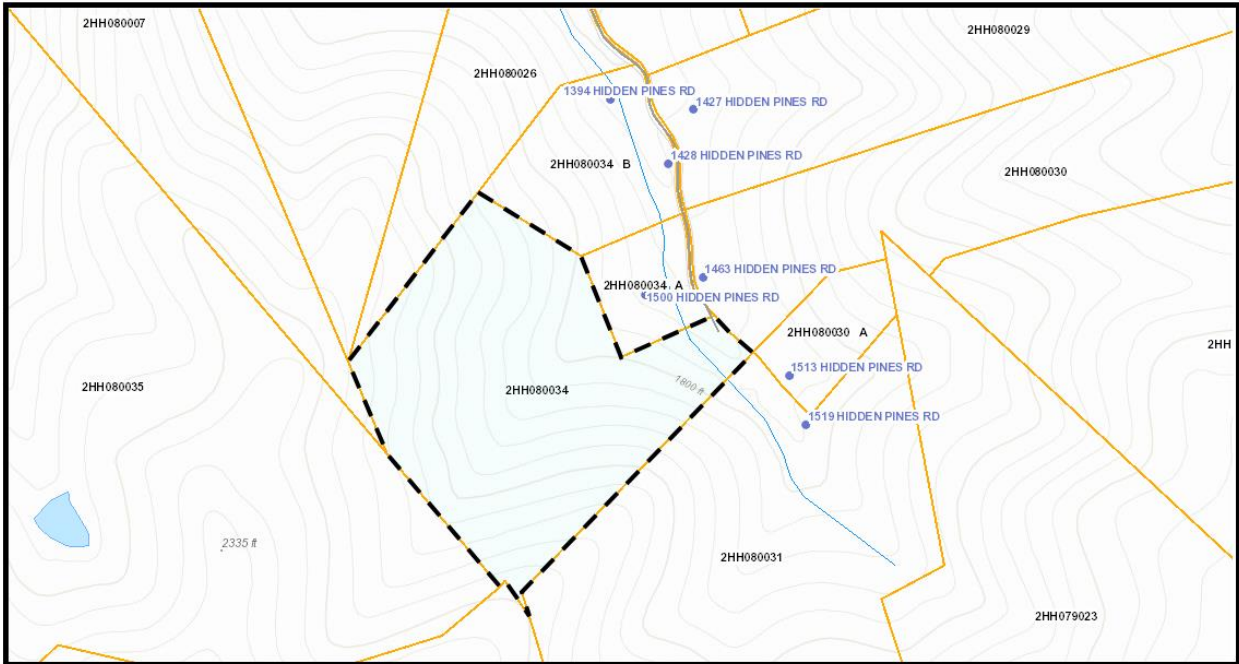 2HH080007
2HH080029
2HH080026
1394 HIDDEN PINES RD
1427 HIDDEN PINES RD
1428 HIDDEN PINES RD
2HH080034 B
2HH080030
1463 HIDDEN PINES RD
2HH080034 A
1500 HIDDEN PINES RD
2HH080030 A
2HH
1513 HIDDEN PINES RD
2HH080035
2HH080034
1800 ft
1519 HIDDEN PINES RD
2335 ft
2HH080031
2HH079023